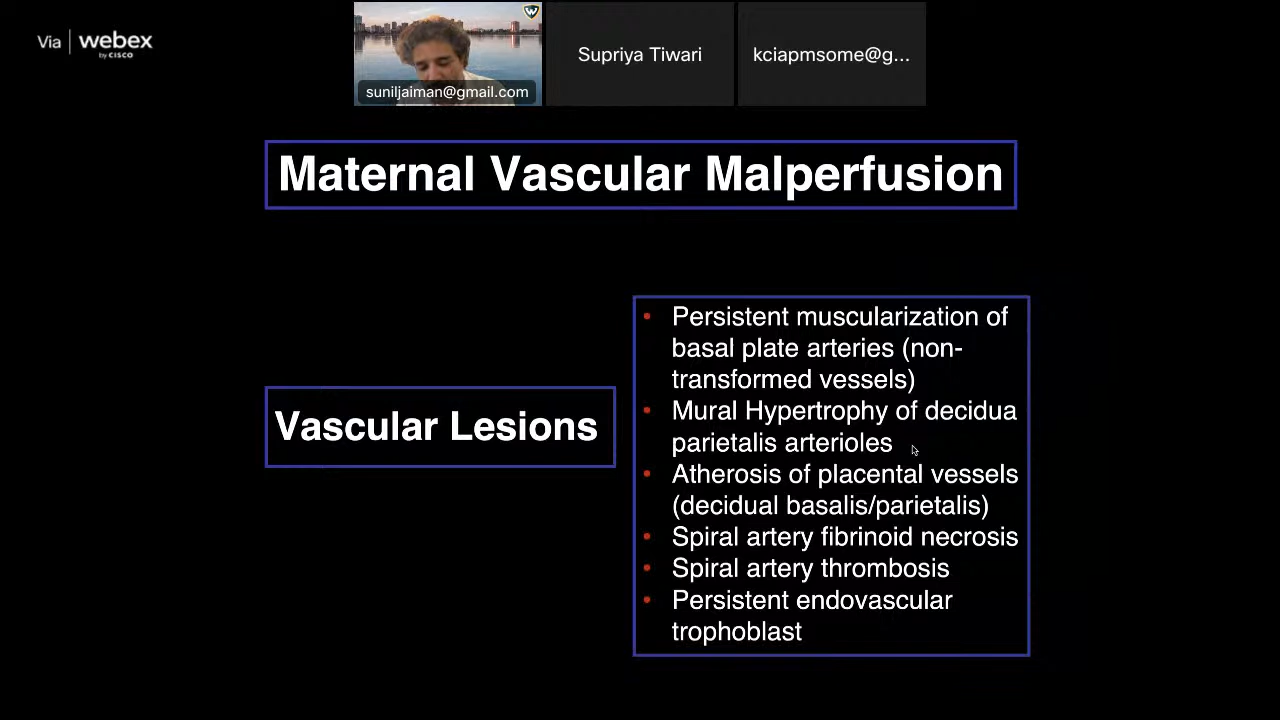 Via webex
by CISCO
suniljaiman@gmail.com
Supriya Tiwari
kciapmsome@g...
Maternal Vascular Malperfusion
Vascular Lesions
• Persistent muscularization of
basal plate arteries (non-
transformed vessels)
• Mural Hypertrophy of decidua
parietalis arterioles
• Atherosis of placental vessels
(decidual basalis/parietalis)
• Spiral artery fibrinoid necrosis
• Spiral artery thrombosis
• Persistent endovascular
trophoblast